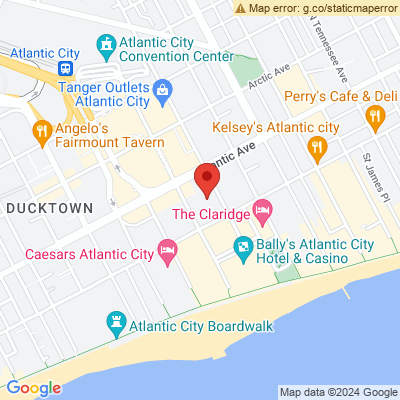 Map error: g.co/staticmaperror
Atlantic City
Convention Center
Atlantic City
N Tennessee Ave
Arctic Ave
Tanger Outlets
Atlantic City
Perry's Cafe & Deli
Angelo's
Fairmount Tavern
Kelsey's Atlantic city
lantic Ave
St James Pl
DUCKTOWN
The Claridge
Caesars Atlantic City
Bally's Atlantic City
Hotel & Casino
Atlantic City Boardwalk
Google
Map data ©2024 Google